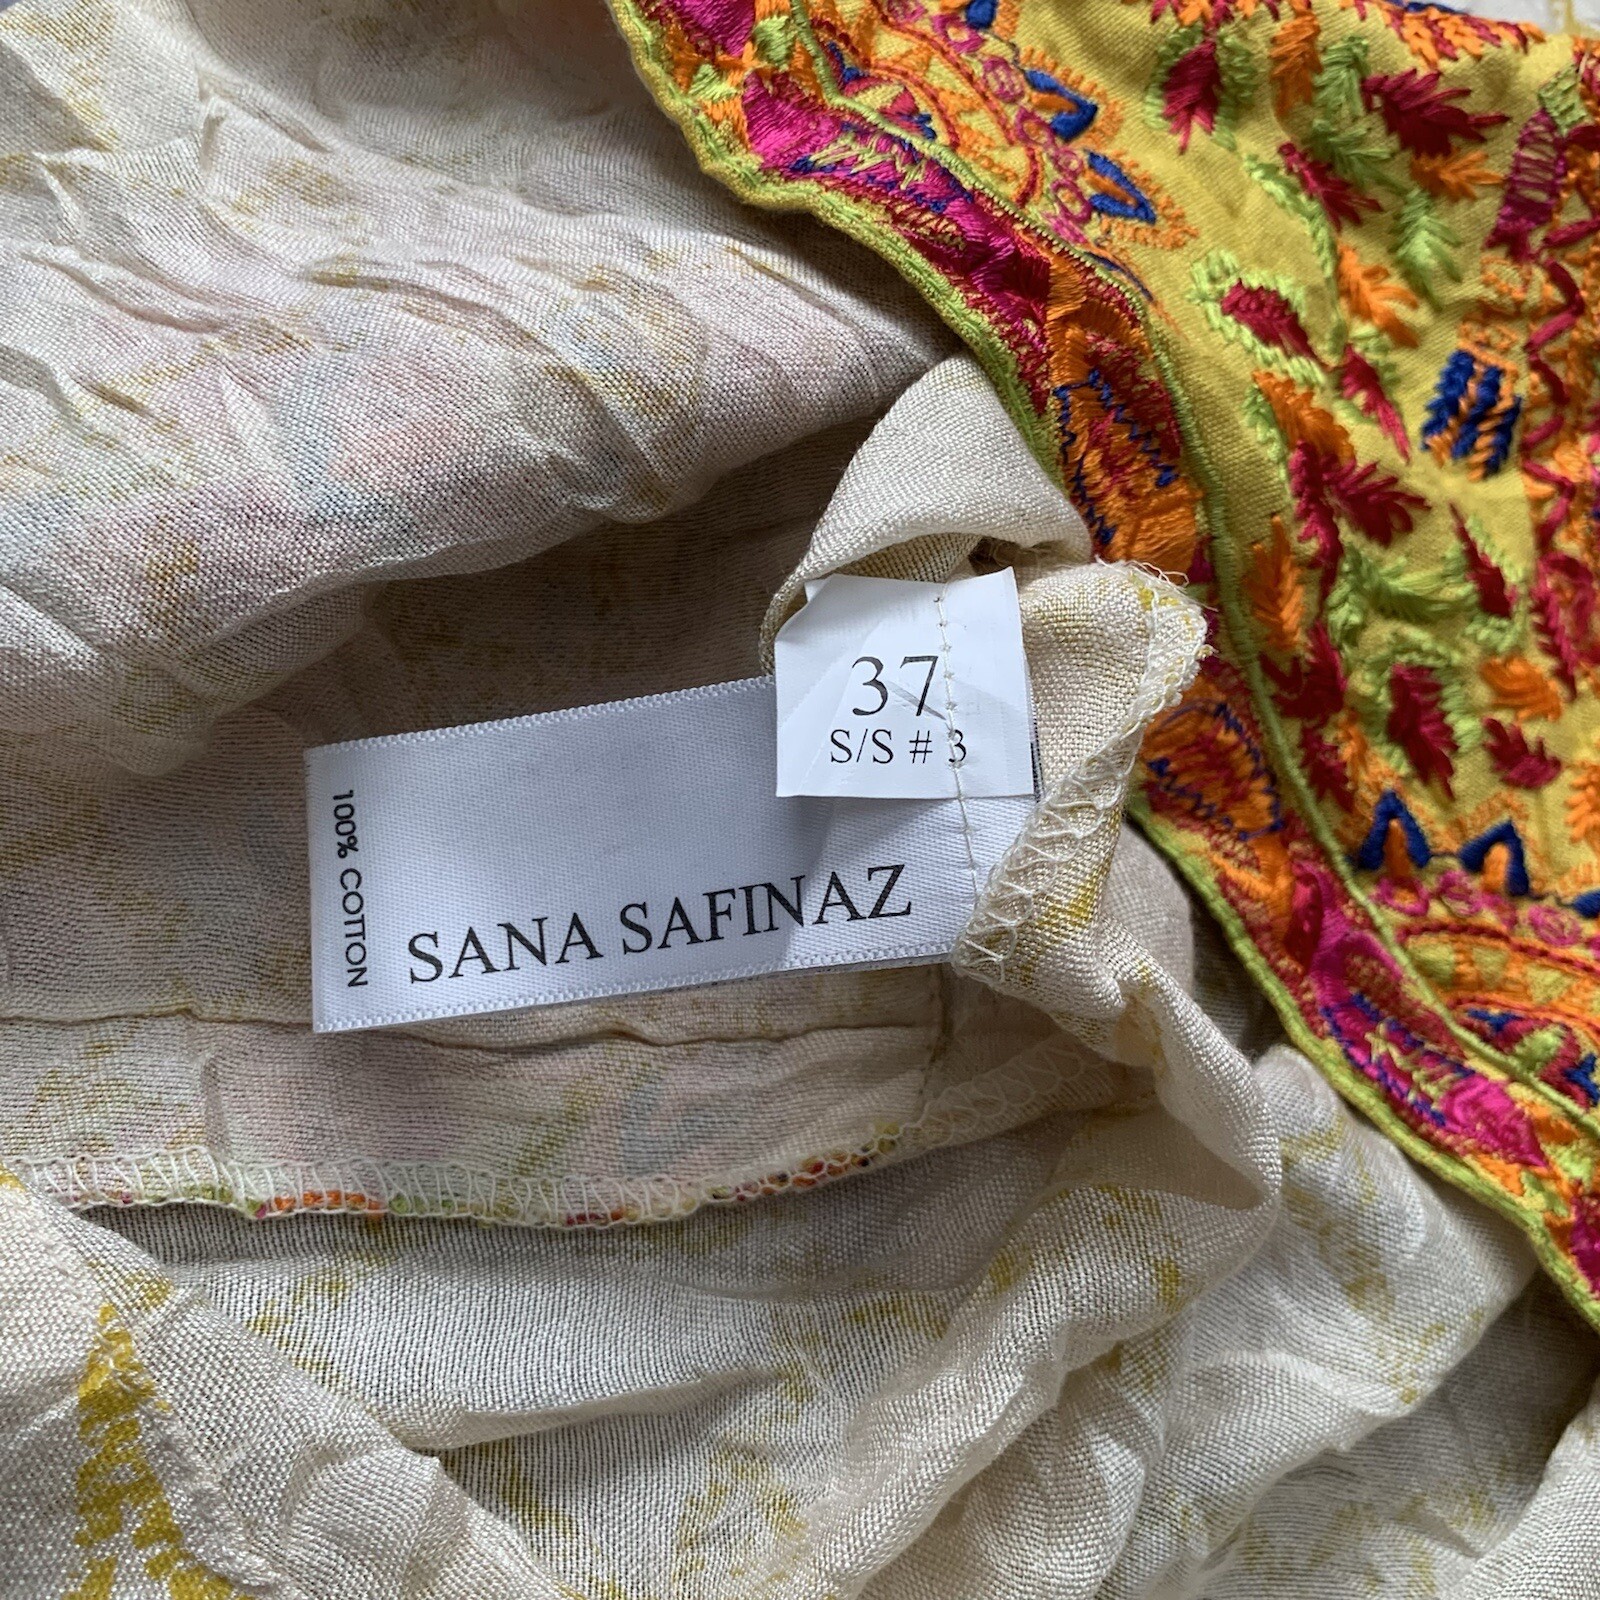 37
S/S # 3
100% COTTON
SANA SAFINAZ